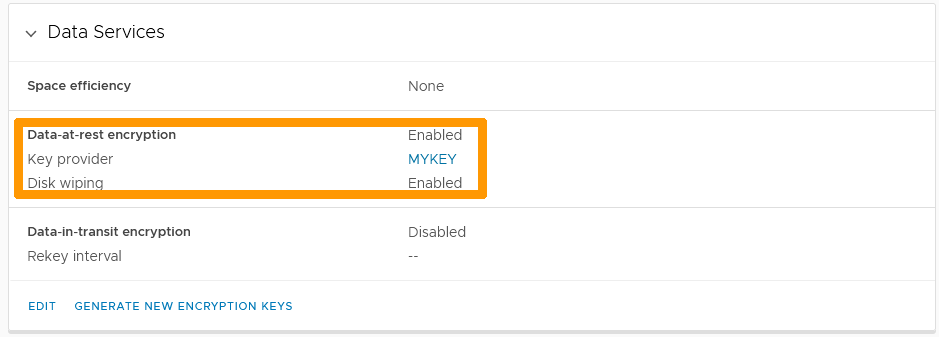 Data Services
Space efficiency None
Data-at-rest encryption Enabled
Key provider MYKEY
Disk wiping Enabled
Data-in-transit encryption Disabled
Rekey interval --
EDIT GENERATE NEW ENCRYPTION KEYS